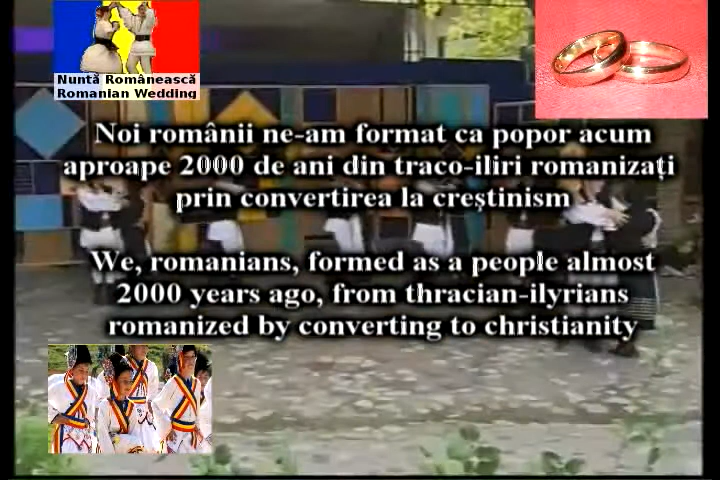 Nuntă Românească
Romanian Wedding
Noi românii ne-am format ca popor acum
aproape 2000 de ani din traco-iliri romanizați
prin convertirea la creştinism
We, romanians, formed as a people almost
2000 years ago, from thracian-ilyrians
romanized by converting to christianity